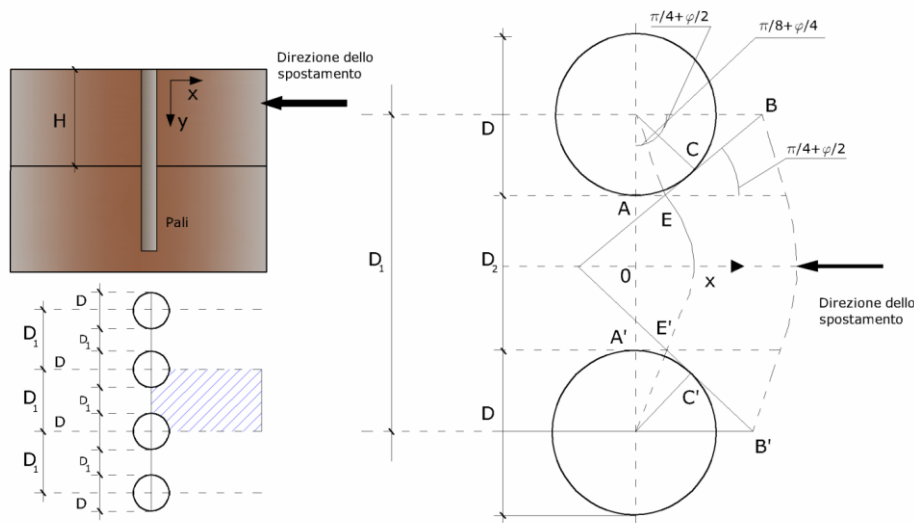 Direzione dello
spostamento
H
x
y
Pali
D
D1
D1
D
D1
D1
D
D1
D1
D
π/4+φ/2
π/8+φ/4
D
B
C
π/4+φ/2
A
E
D1
D2
0
x
Direzione dello
spostamento
E'
A'
C'
D
B'